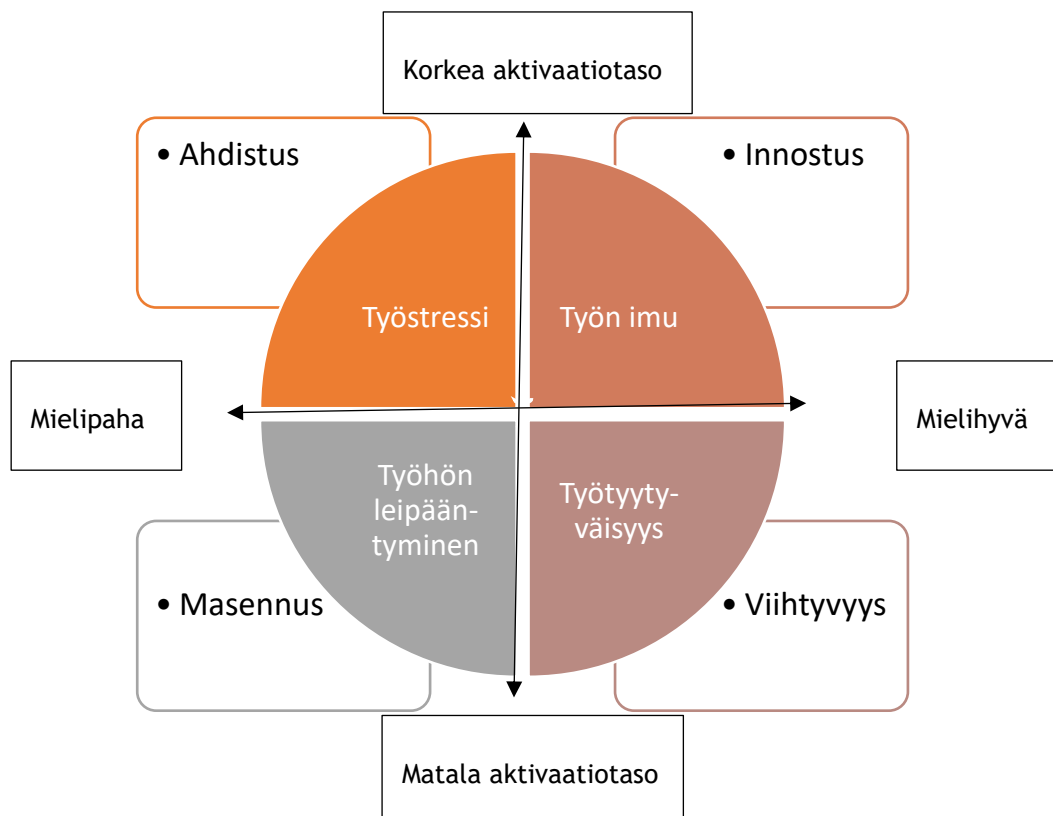 Korkea aktivaatiotaso
• Ahdistus
• Innostus
Työstressi
Työn imu
Mielipaha
Mielihyvä
Työhön
leipään-
tyminen
Työtyyty-
väisyys
• Masennus
• Viihtyvyys
Matala aktivaatiotaso